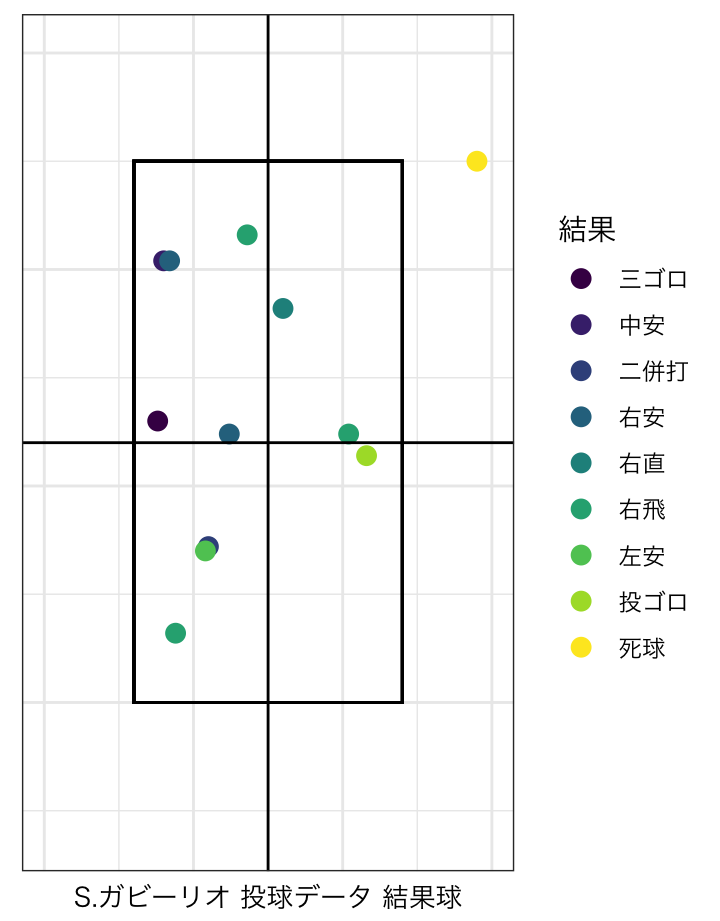 結果
三ゴロ
中安
二併打
右安
右直
右飛
左安
投ゴロ
死球
S.ガビーリオ 投球データ 結果球